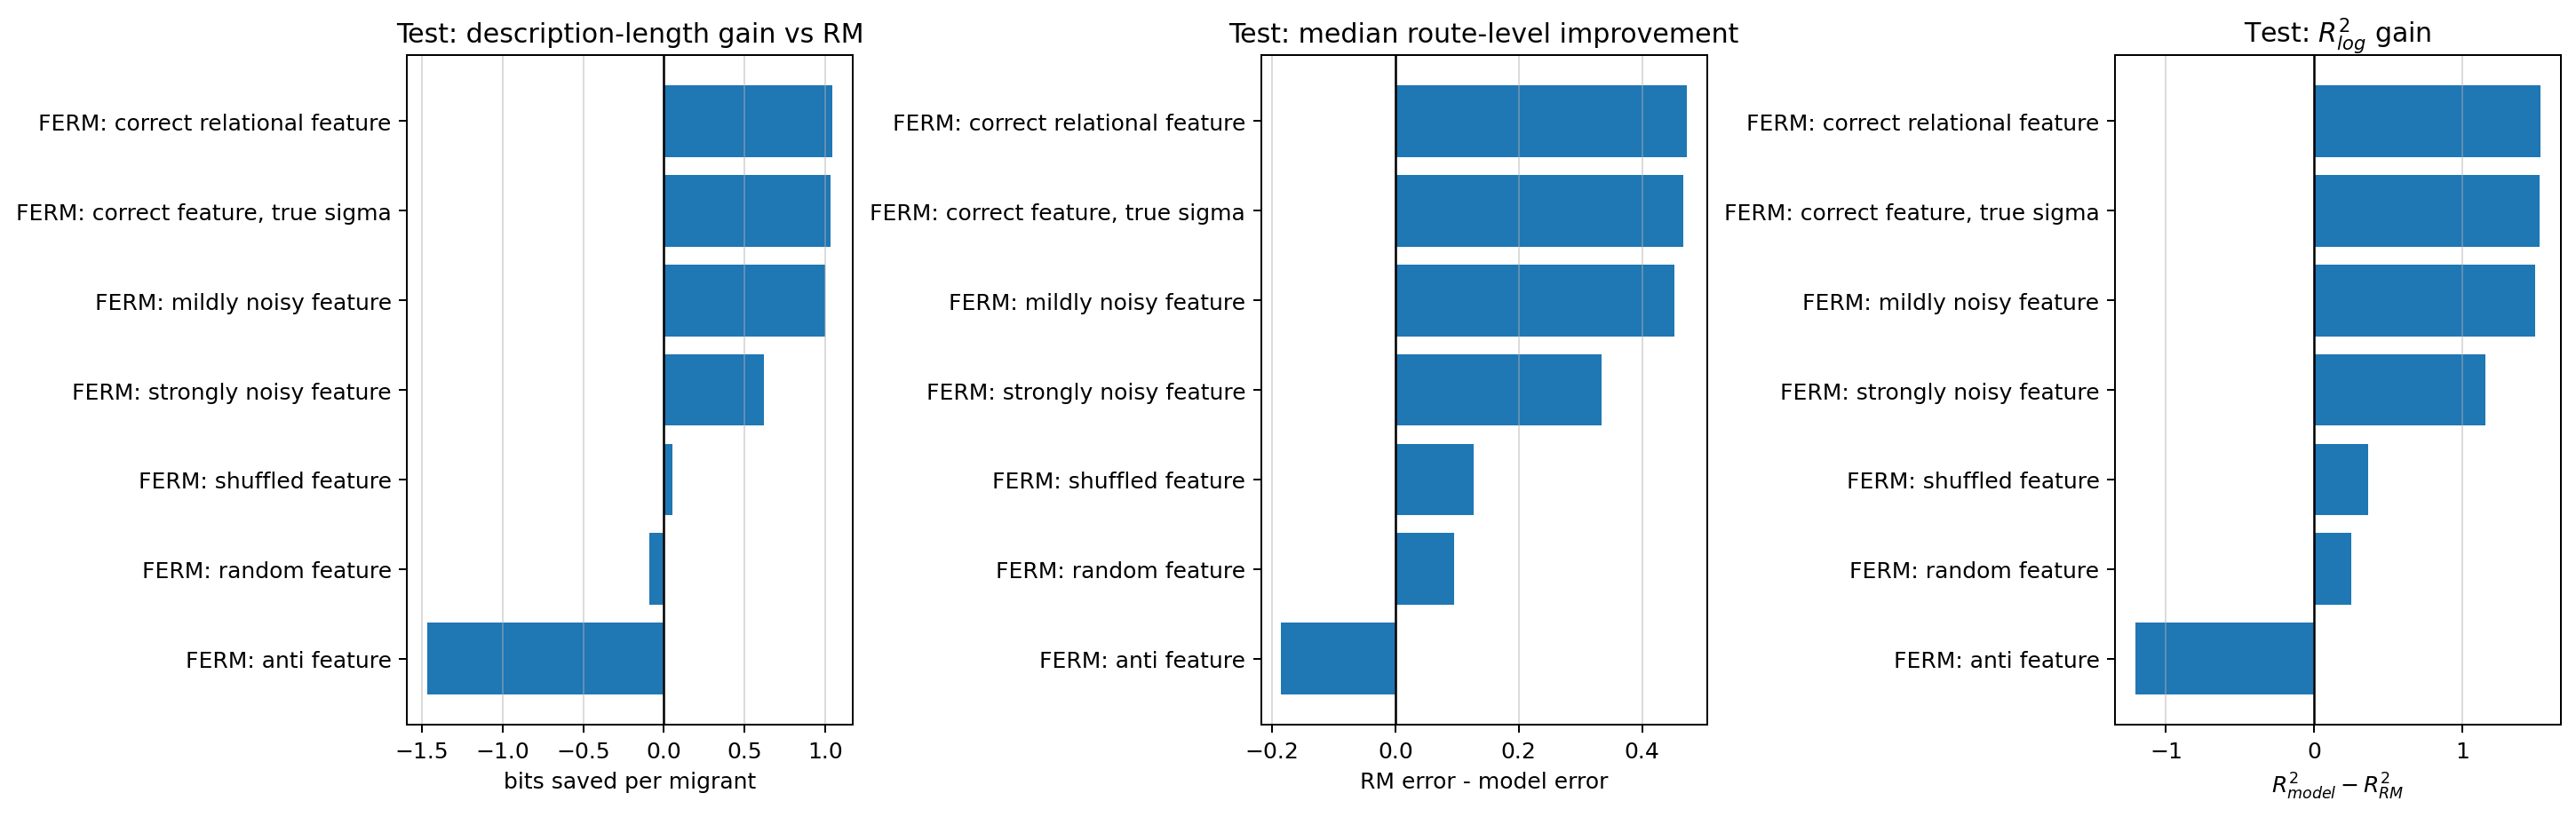 Test: description-length gain vs RM
FERM: correct relational feature
FERM: correct feature, true sigma
FERM: mildly noisy feature
FERM: strongly noisy feature
FERM: shuffled feature
FERM: random feature
FERM: anti feature
−1.5 −1.0 −0.5 0.0 0.5 1.0
bits saved per migrant
Test: median route-level improvement
FERM: correct relational feature
FERM: correct feature, true sigma
FERM: mildly noisy feature
FERM: strongly noisy feature
FERM: shuffled feature
FERM: random feature
FERM: anti feature
−0.2 0.0 0.2 0.4
RM error - model error
Test: $R^2_{log}$ gain
FERM: correct relational feature
FERM: correct feature, true sigma
FERM: mildly noisy feature
FERM: strongly noisy feature
FERM: shuffled feature
FERM: random feature
FERM: anti feature
−1 0 1
$R^2_{model} − R^2_{RM}$